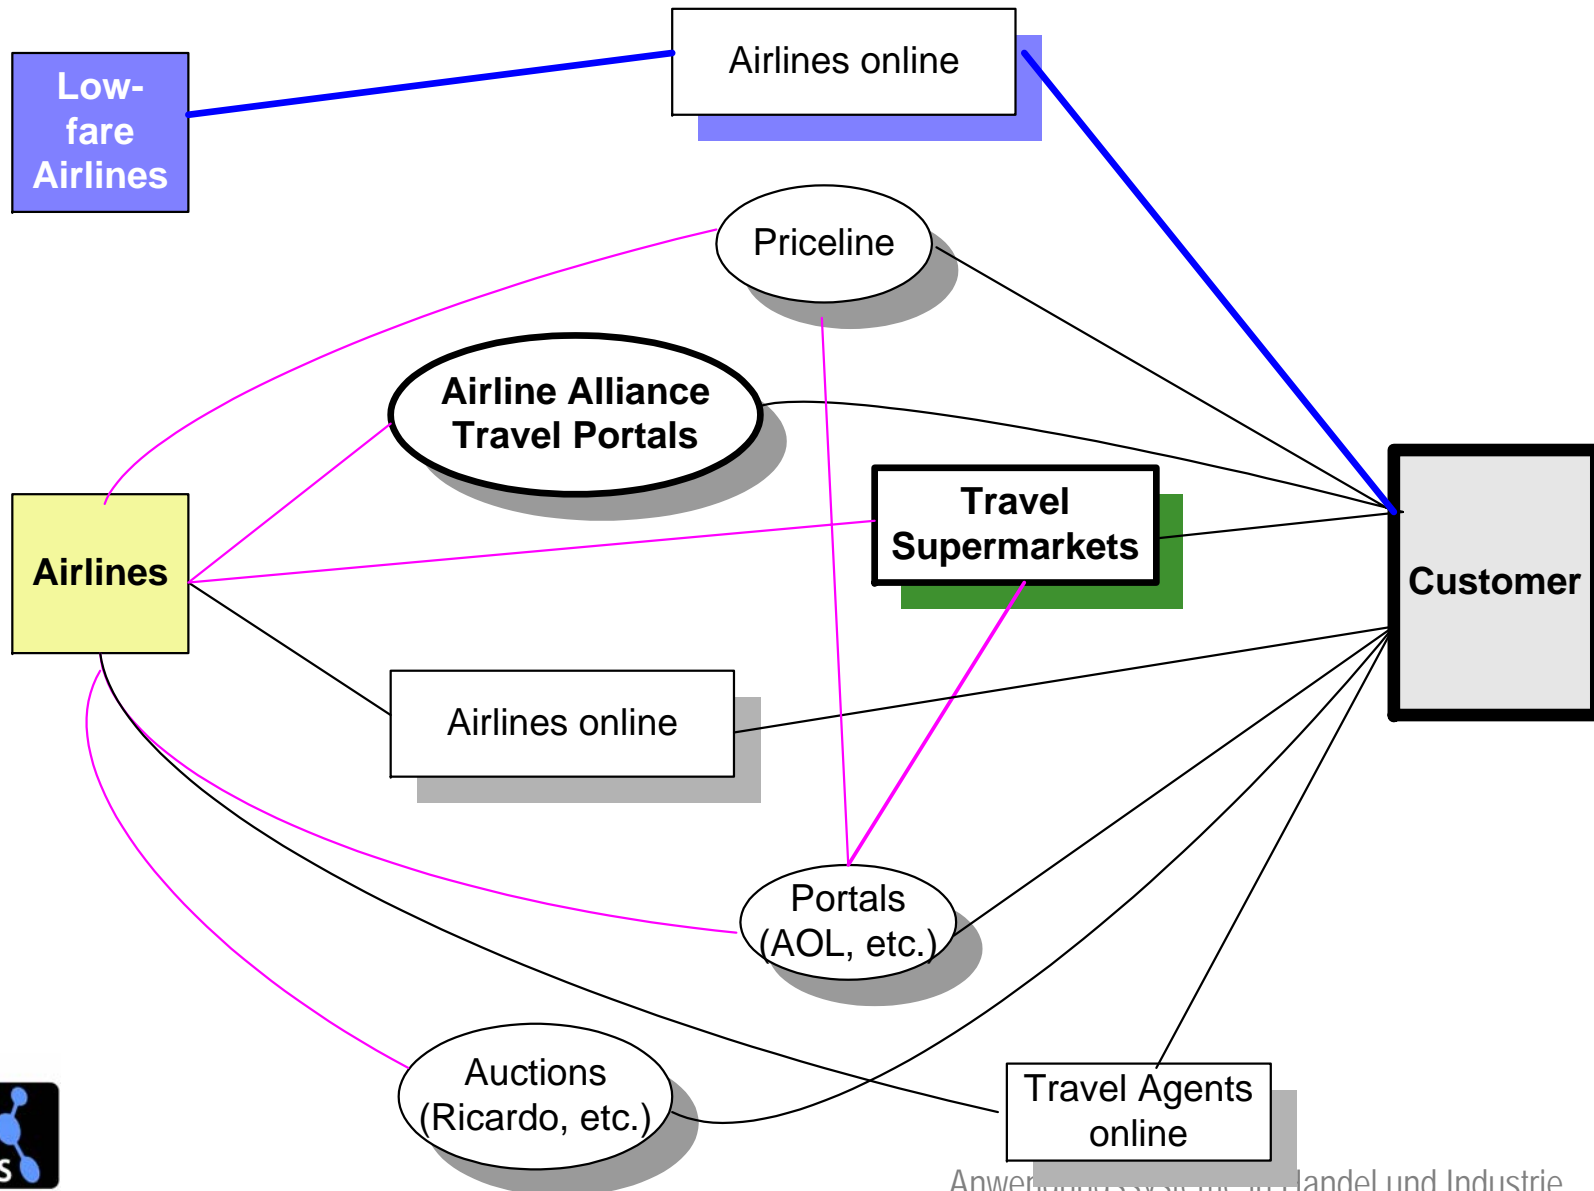 Airlines online
Low-
fare
Airlines
Priceline
Airline Alliance
Travel Portals
Travel
Supermarkets
Airlines
Customer
Airlines online
Portals
(AOL, etc.)
Auctions
(Ricardo, etc.)
Travel Agents
online
S
und Industrie